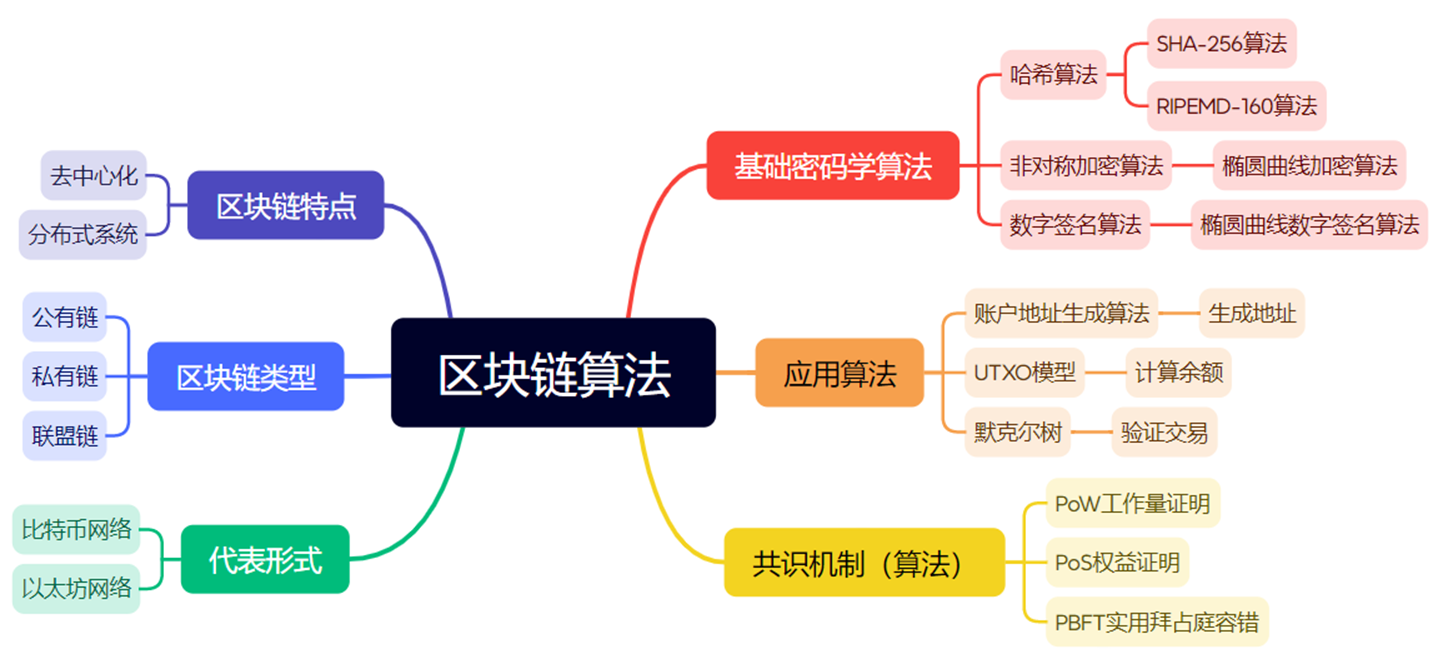 区块链算法
区块链特点
去中心化
分布式系统
区块链类型
公有链
私有链
联盟链
代表形式
比特币网络
以太坊网络
基础密码学算法
哈希算法
SHA-256算法
RIPEMD-160算法
非对称加密算法
椭圆曲线加密算法
数字签名算法
椭圆曲线数字签名算法
应用算法
账户地址生成算法
生成地址
UTXO模型
计算余额
默克尔树
验证交易
共识机制（算法）
PoW工作量证明
PoS权益证明
PBFT实用拜占庭容错